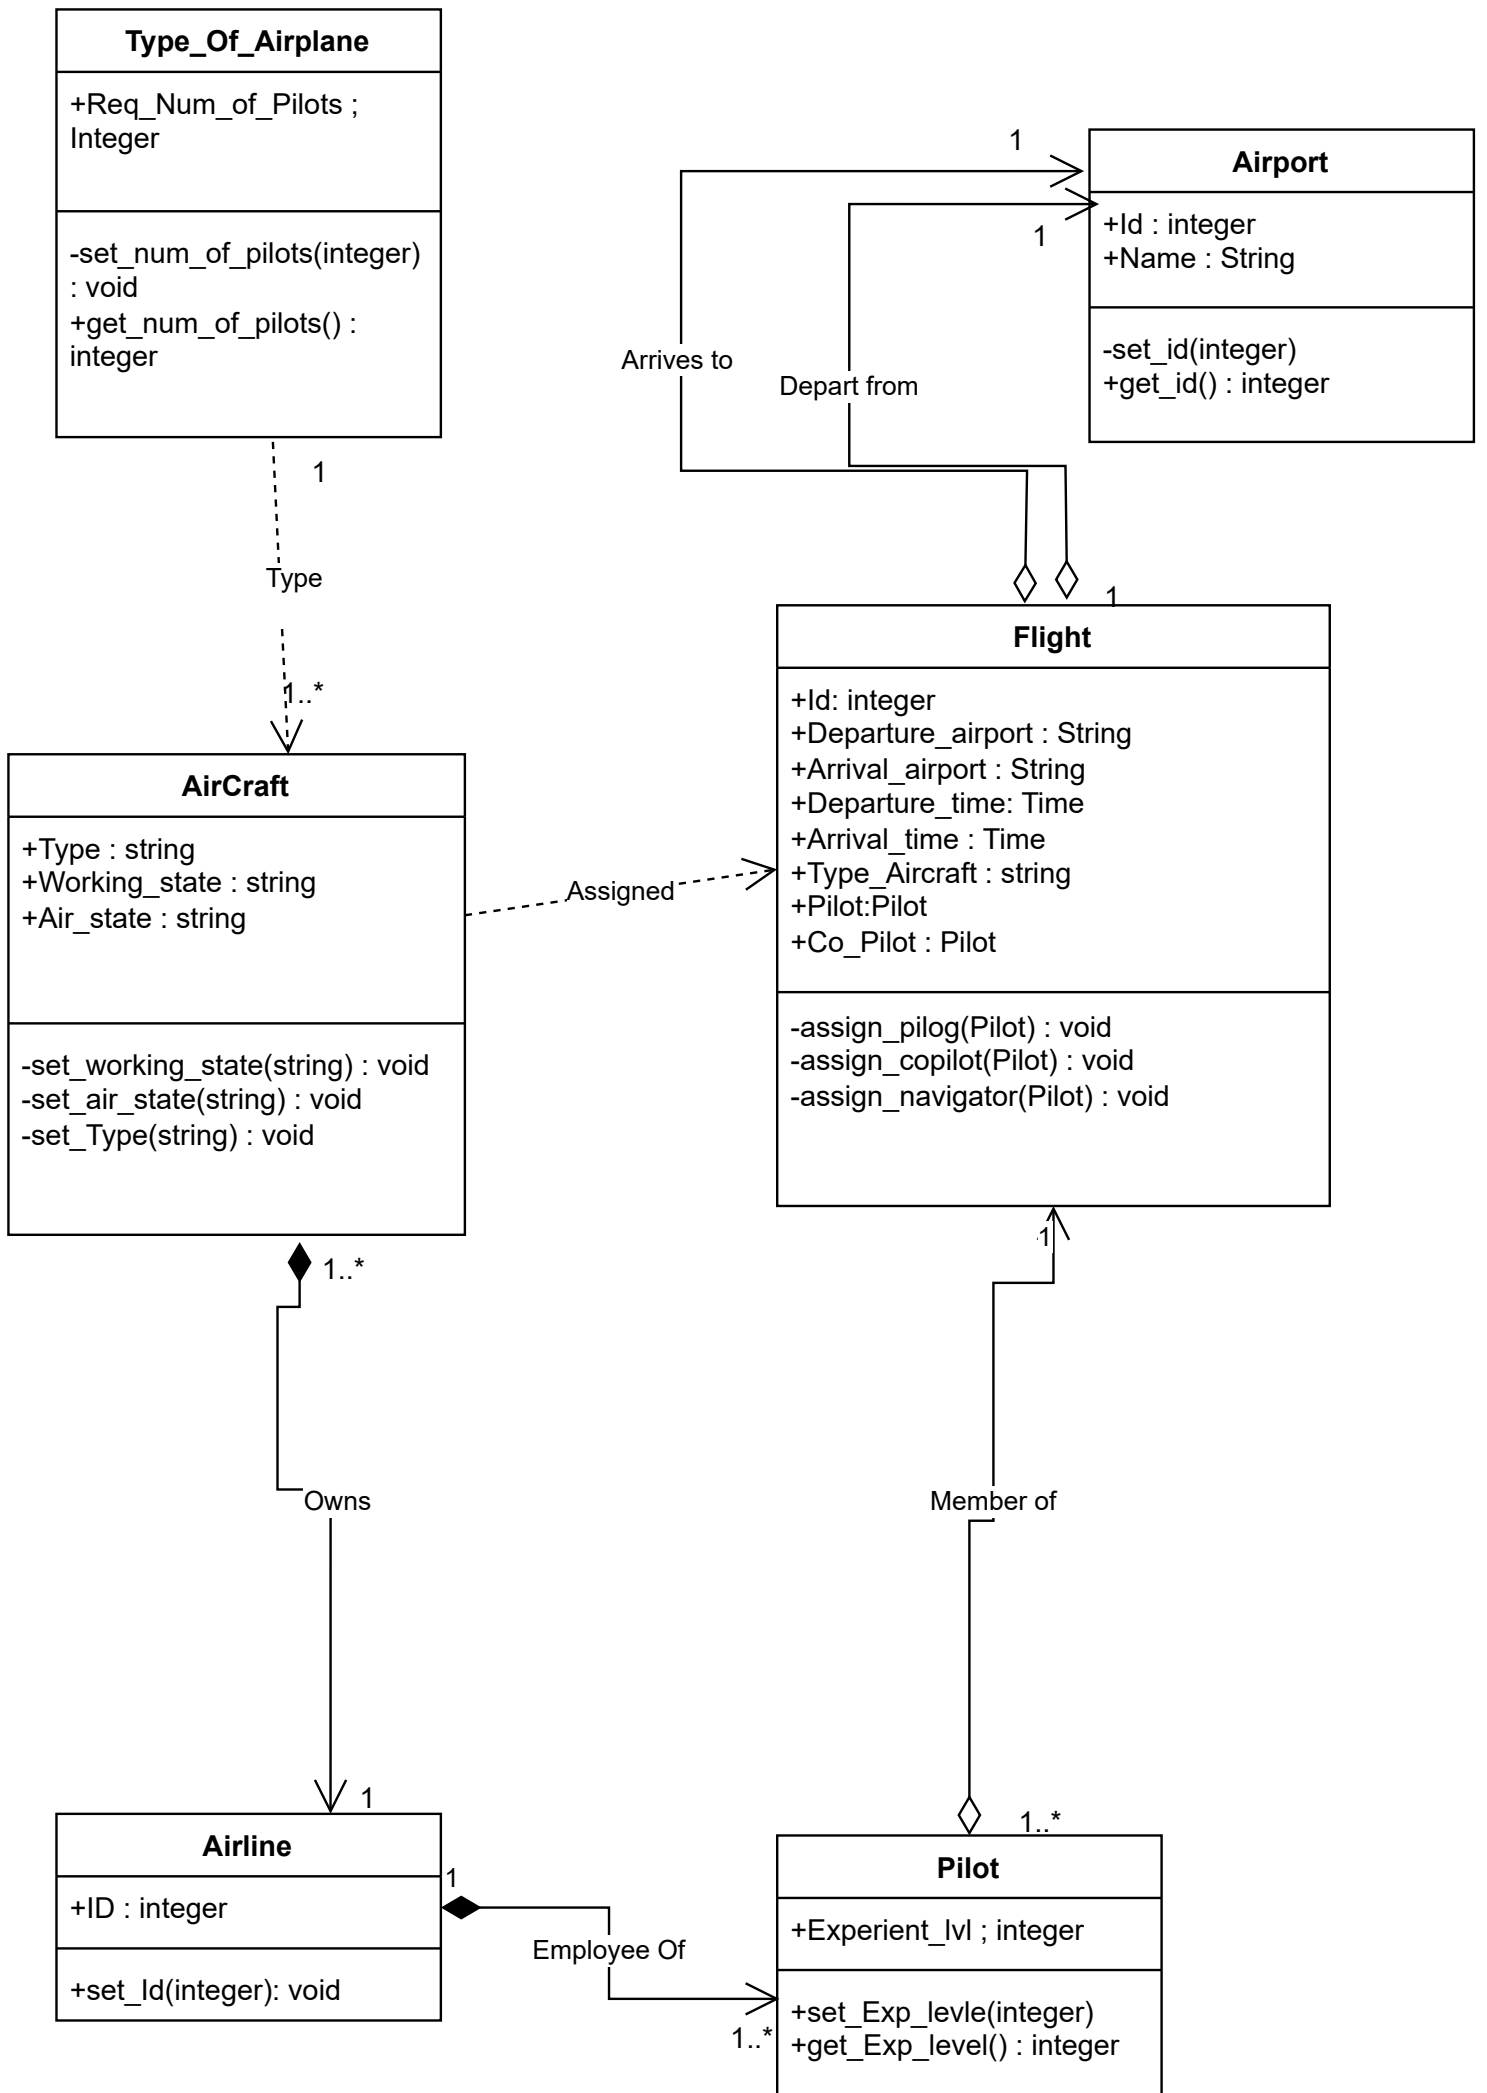 Type_Of_Airplane
+Req_Num_of_Pilots ;
Integer
-set_num_of_pilots(integer)
: void
+get_num_of_pilots() :
integer
1
Type
1..*
1
1
Airport
+Id : integer
+Name : String
-set_id(integer)
+get_id() : integer
Arrives to
Depart from
1
Flight
+Id: integer
+Departure_airport : String
+Arrival_airport : String
+Departure_time: Time
+Arrival_time : Time
+Type_Aircraft : string
+Pilot:Pilot
+Co_Pilot : Pilot
-assign_pilog(Pilot) : void
-assign_copilot(Pilot) : void
-assign_navigator(Pilot) : void
AirCraft
+Type : string
+Working_state : string
+Air_state : string
-set_working_state(string) : void
-set_air_state(string) : void
-set_Type(string) : void
Assigned
1..*
Owns
1
1
Member of
1..*
Airline
+ID : integer
+set_Id(integer): void
1
Employee Of
1..*
Pilot
+Experient_lvl ; integer
+set_Exp_levle(integer)
+get_Exp_level() : integer